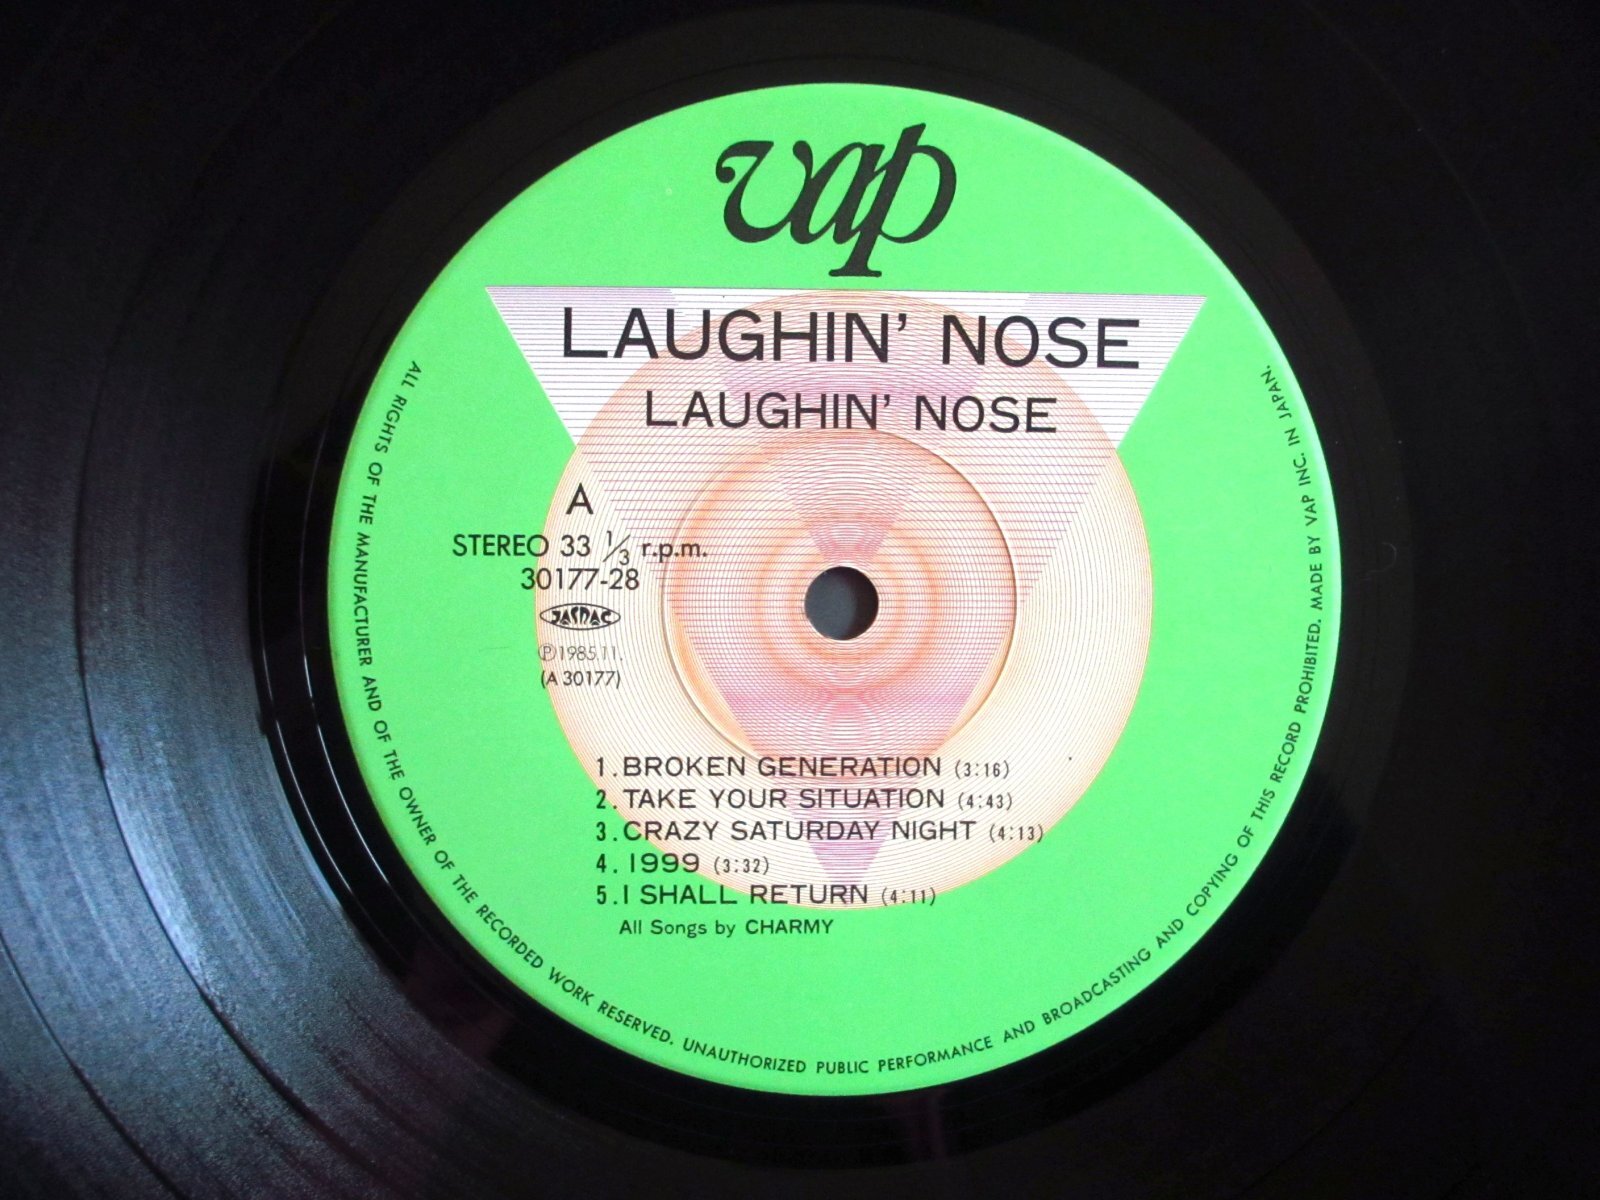 vap
LAUGHIN' NOSE
LAUGHIN' NOSE
A
STEREO 33 1/3 r.p.m.
30177-28
JASRAC
Ⓟ1985.11.
(A 30177)
1. BROKEN GENERATION (3:16)
2. TAKE YOUR SITUATION (4:43)
3. CRAZY SATURDAY NIGHT (4:13)
4. 1999 (3:32)
5. I SHALL RETURN (4:11)
All Songs by CHARMY
ALL RIGHTS OF THE MANUFACTURER AND OF THE OWNER OF THE RECORDED WORK RESERVED. UNAUTHORIZED PUBLIC PERFORMANCE AND BROADCASTING AND COPYING OF THIS RECORD PROHIBITED. MADE BY VAP INC. IN JAPAN.